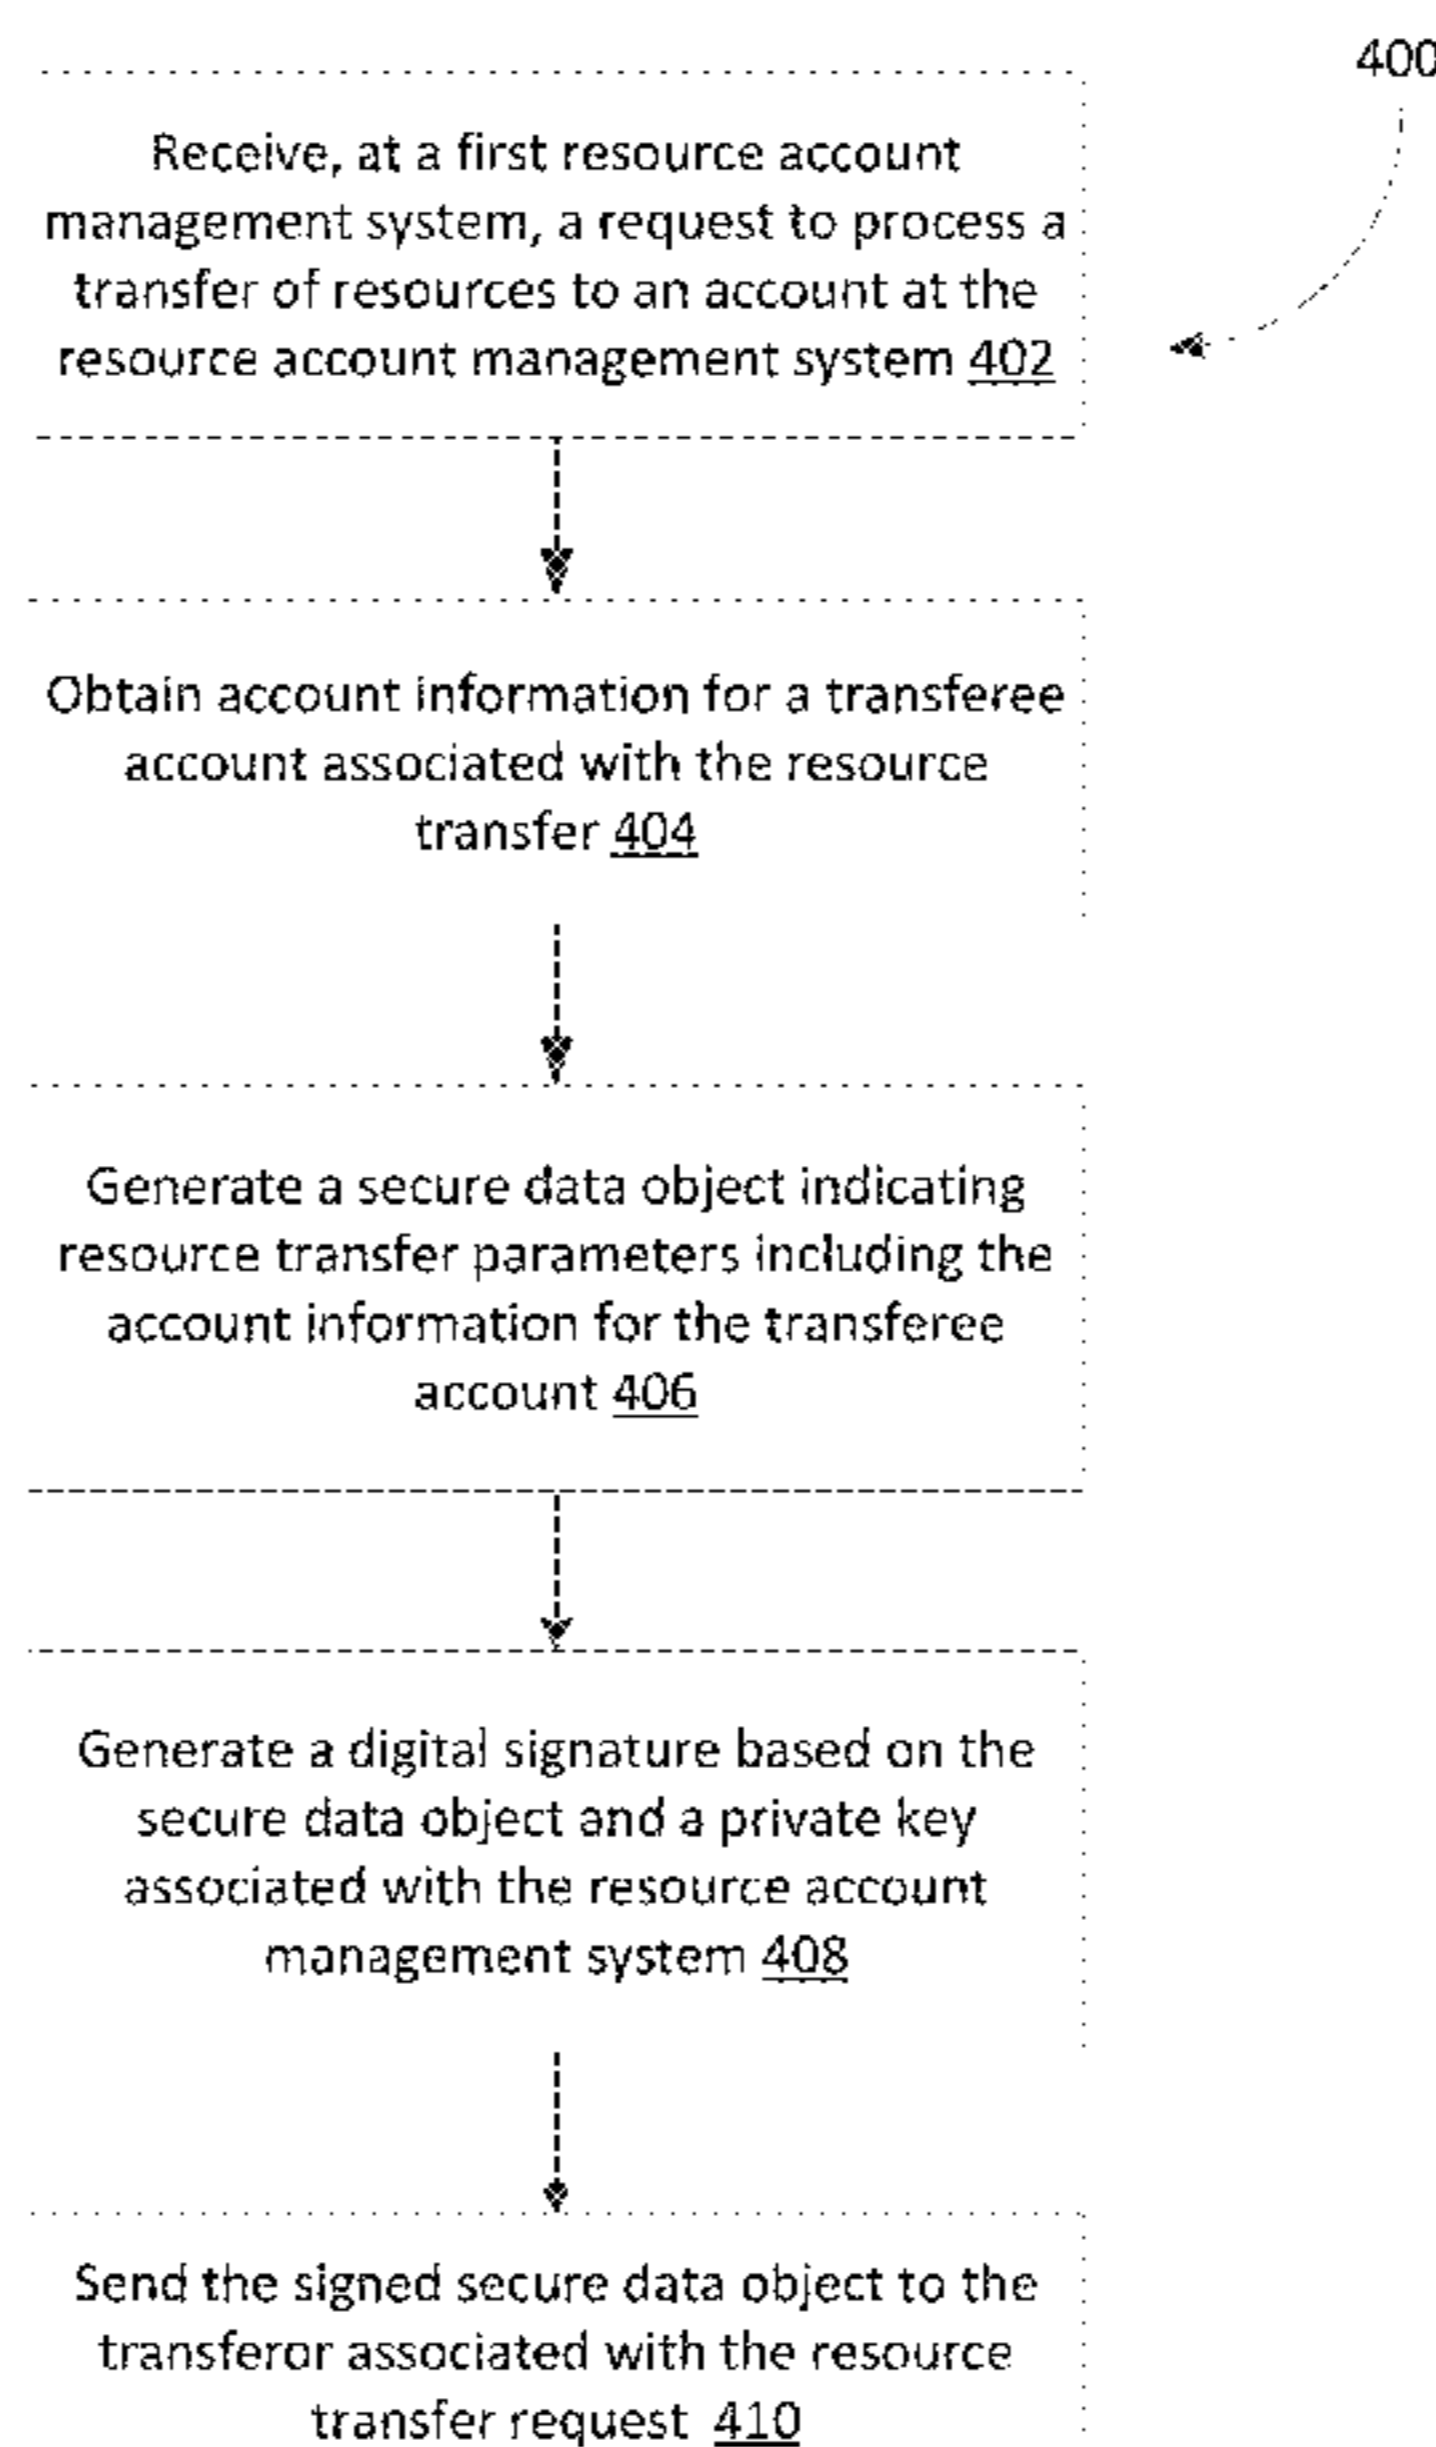 400
Receive, at a first resource account
management system, a request to process a
transfer of resources to an account at the
resource account management system 402
Obtain account information for a transferee
account associated with the resource
transfer 404
Generate a secure data object indicating
resource transfer parameters including the
account information for the transferee
account 406
Generate a digital signature based on the
secure data object and a private key
associated with the resource account
management system 408
Send the signed secure data object to the
transferor associated with the resource
transfer request 410